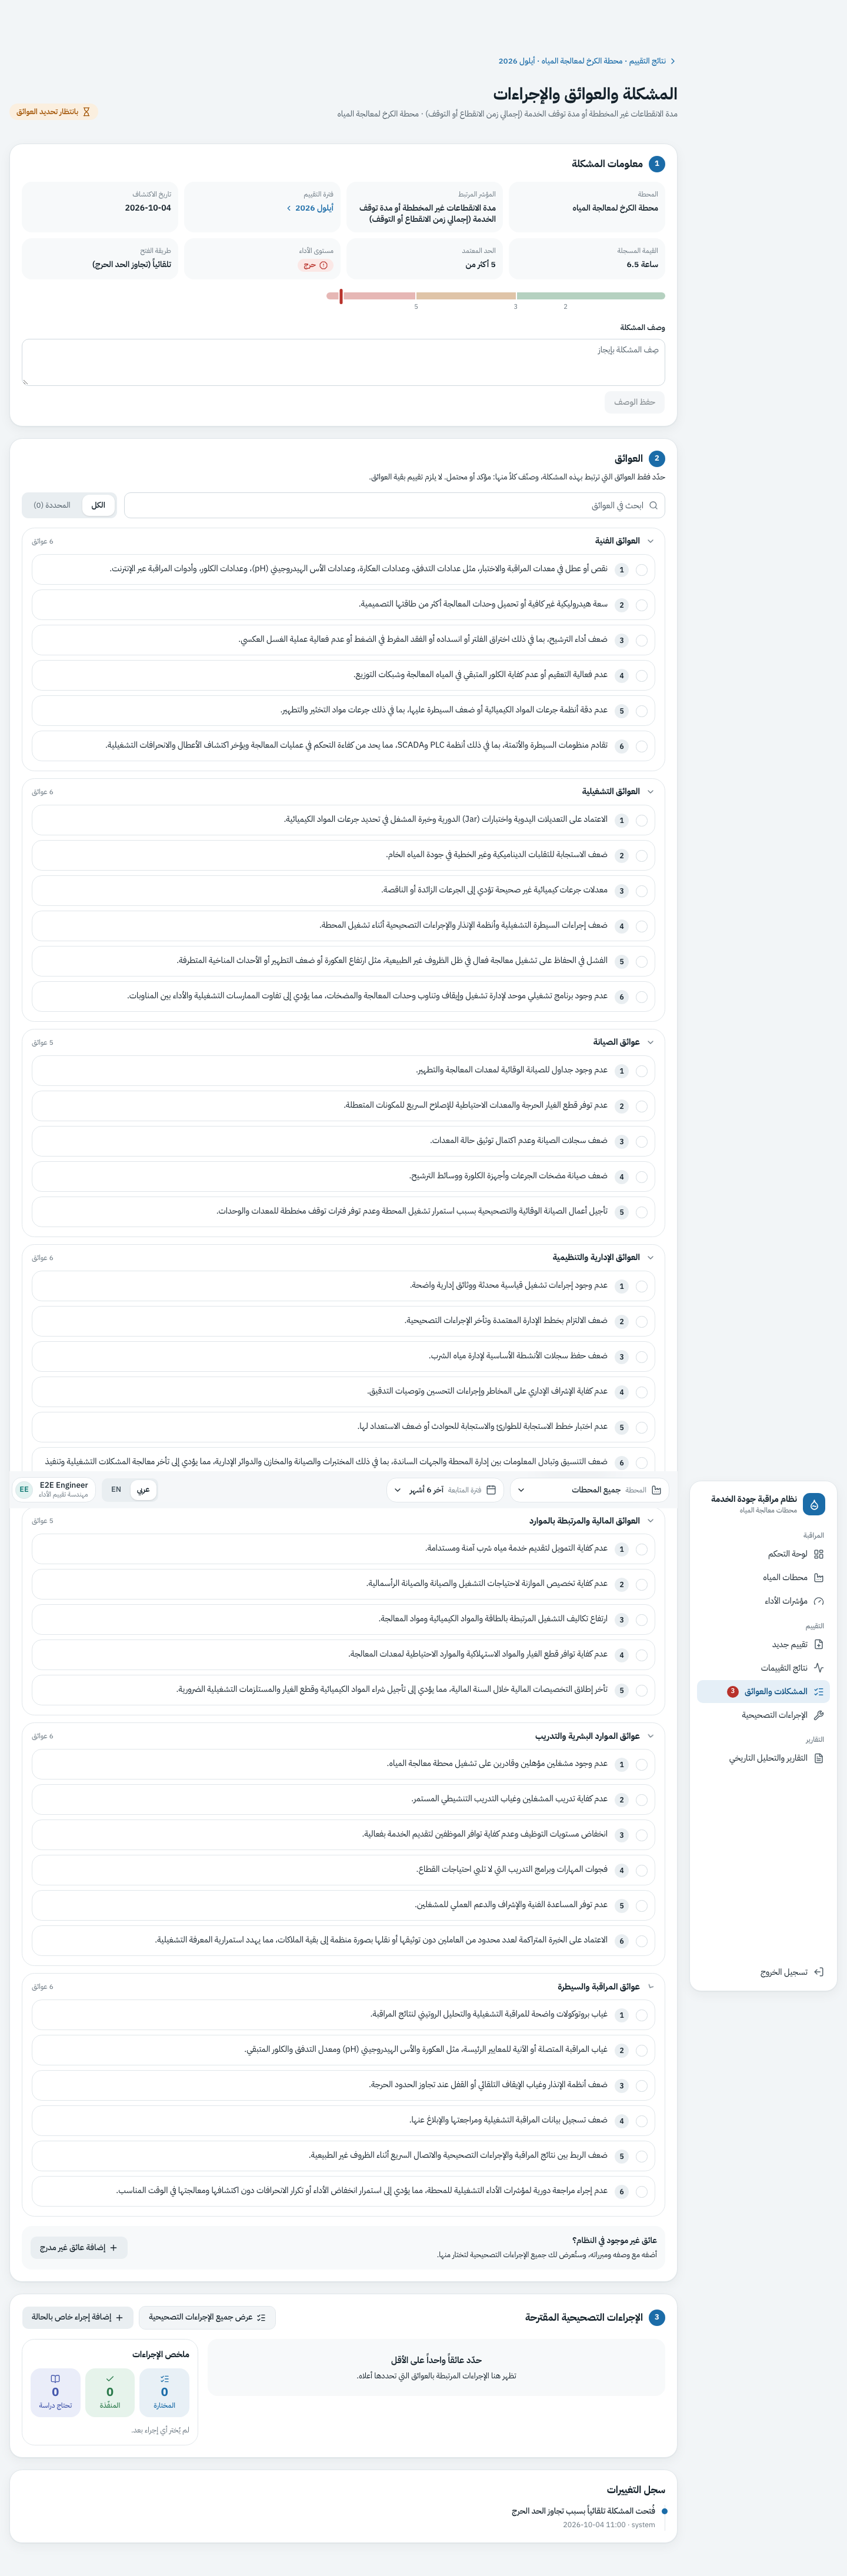 نتائج التقييم · محطة الكرخ لمعالجة المياه · أيلول 2026
المشكلة والعوائق والإجراءات
مدة الانقطاعات غير المخططة أو مدة توقف الخدمة (إجمالي زمن الانقطاع أو التوقف) · محطة الكرخ لمعالجة المياه
بانتظار تحديد العوائق
1 معلومات المشكلة
المحطة
محطة الكرخ لمعالجة المياه
المؤشر المرتبط
مدة الانقطاعات غير المخططة أو مدة توقف
الخدمة (إجمالي زمن الانقطاع أو التوقف)
فترة التقييم
أيلول 2026
تاريخ الاكتشاف
2026-10-04
القيمة المسجلة
6.5 ساعة
الحد المعتمد
أكثر من 5
مستوى الأداء
حرج
طريقة الفتح
تلقائياً (تجاوز الحد الحرج)
2 3 5
وصف المشكلة
صِف المشكلة بإيجاز
حفظ الوصف
2 العوائق
حدّد فقط العوائق التي ترتبط بهذه المشكلة، وصنّف كلاً منها: مؤكد أو محتمل. لا يلزم تقييم بقية العوائق.
ابحث في العوائق
الكل
المحددة (0)
العوائق الفنية
6 عوائق
1 نقص أو عطل في معدات المراقبة والاختبار، مثل عدادات التدفق، وعدادات العكارة، وعدادات الأس الهيدروجيني (pH)، وعدادات الكلور، وأدوات المراقبة عبر الإنترنت.
2 سعة هيدروليكية غير كافية أو تحميل وحدات المعالجة أكثر من طاقتها التصميمية.
3 ضعف أداء الترشيح، بما في ذلك اختراق الفلتر أو انسداده أو الفقد المفرط في الضغط أو عدم فعالية عملية الغسل العكسي.
4 عدم فعالية التعقيم أو عدم كفاية الكلور المتبقي في المياه المعالجة وشبكات التوزيع.
5 عدم دقة أنظمة جرعات المواد الكيميائية أو ضعف السيطرة عليها، بما في ذلك جرعات مواد التخثير والتطهير.
6 تقادم منظومات السيطرة والأتمتة، بما في ذلك أنظمة PLC وSCADA، مما يحد من كفاءة التحكم في عمليات المعالجة ويؤخر اكتشاف الأعطال والانحرافات التشغيلية.
العوائق التشغيلية
6 عوائق
1 الاعتماد على التعديلات اليدوية واختبارات (Jar) الدورية وخبرة المشغل في تحديد جرعات المواد الكيميائية.
2 ضعف الاستجابة للتقلبات الديناميكية وغير الخطية في جودة المياه الخام.
3 معدلات جرعات كيميائية غير صحيحة تؤدي إلى الجرعات الزائدة أو الناقصة.
4 ضعف إجراءات السيطرة التشغيلية وأنظمة الإنذار والإجراءات التصحيحية أثناء تشغيل المحطة.
5 الفشل في الحفاظ على تشغيل معالجة فعال في ظل الظروف غير الطبيعية، مثل ارتفاع العكورة أو ضعف التطهير أو الأحداث المناخية المتطرفة.
6 عدم وجود برنامج تشغيلي موحد لإدارة تشغيل وإيقاف وتناوب وحدات المعالجة والمضخات، مما يؤدي إلى تفاوت الممارسات التشغيلية والأداء بين المناوبات.
عوائق الصيانة
5 عوائق
1 عدم وجود جداول للصيانة الوقائية لمعدات المعالجة والتطهير.
2 عدم توفر قطع الغيار الحرجة والمعدات الاحتياطية للإصلاح السريع للمكونات المتعطلة.
3 ضعف سجلات الصيانة وعدم اكتمال توثيق حالة المعدات.
4 ضعف صيانة مضخات الجرعات وأجهزة الكلورة ووسائط الترشيح.
5 تأجيل أعمال الصيانة الوقائية والتصحيحية بسبب استمرار تشغيل المحطة وعدم توفر فترات توقف مخططة للمعدات والوحدات.
العوائق الإدارية والتنظيمية
6 عوائق
1 عدم وجود إجراءات تشغيل قياسية محدثة ووثائق إدارية واضحة.
2 ضعف الالتزام بخطط الإدارة المعتمدة وتأخر الإجراءات التصحيحية.
3 ضعف حفظ سجلات الأنشطة الأساسية لإدارة مياه الشرب.
4 عدم كفاية الإشراف الإداري على المخاطر وإجراءات التحسين وتوصيات التدقيق.
5 عدم اختبار خطط الاستجابة للطوارئ والاستجابة للحوادث أو ضعف الاستعداد لها.
6 ضعف التنسيق وتبادل المعلومات بين إدارة المحطة والجهات الساندة، بما في ذلك المختبرات والصيانة والمخازن والدوائر الإدارية، مما يؤدي إلى تأخر معالجة المشكلات التشغيلية وتنفيذ
المحطة جميع المحطات
فترة المتابعة آخر 6 أشهر
عربي EN
E2E Engineer
مهندسة تقييم الأداء
EE
نظام مراقبة جودة الخدمة
محطات معالجة المياه
المراقبة
لوحة التحكم
محطات المياه
مؤشرات الأداء
التقييم
تقييم جديد
نتائج التقييمات
المشكلات والعوائق 3
الإجراءات التصحيحية
التقارير
التقارير والتحليل التاريخي
تسجيل الخروج
العوائق المالية والمرتبطة بالموارد
5 عوائق
1 عدم كفاية التمويل لتقديم خدمة مياه شرب آمنة ومستدامة.
2 عدم كفاية تخصيص الموازنة لاحتياجات التشغيل والصيانة والصيانة الرأسمالية.
3 ارتفاع تكاليف التشغيل المرتبطة بالطاقة والمواد الكيميائية ومواد المعالجة.
4 عدم كفاية توافر قطع الغيار والمواد الاستهلاكية والموارد الاحتياطية لمعدات المعالجة.
5 تأخر إطلاق التخصيصات المالية خلال السنة المالية، مما يؤدي إلى تأجيل شراء المواد الكيميائية وقطع الغيار والمستلزمات التشغيلية الضرورية.
عوائق الموارد البشرية والتدريب
6 عوائق
1 عدم وجود مشغلين مؤهلين وقادرين على تشغيل محطة معالجة المياه.
2 عدم كفاية تدريب المشغلين وغياب التدريب التنشيطي المستمر.
3 انخفاض مستويات التوظيف وعدم كفاية توافر الموظفين لتقديم الخدمة بفعالية.
4 فجوات المهارات وبرامج التدريب التي لا تلبي احتياجات القطاع.
5 عدم توفر المساعدة الفنية والإشراف والدعم العملي للمشغلين.
6 الاعتماد على الخبرة المتراكمة لعدد محدود من العاملين دون توثيقها أو نقلها بصورة منظمة إلى بقية الملاكات، مما يهدد استمرارية المعرفة التشغيلية.
عوائق المراقبة والسيطرة
6 عوائق
1 غياب بروتوكولات واضحة للمراقبة التشغيلية والتحليل الروتيني لنتائج المراقبة.
2 غياب المراقبة المتصلة أو الآنية للمعايير الرئيسة، مثل العكورة والأس الهيدروجيني (pH) ومعدل التدفق والكلور المتبقي.
3 ضعف أنظمة الإنذار وغياب الإيقاف التلقائي أو القفل عند تجاوز الحدود الحرجة.
4 ضعف تسجيل بيانات المراقبة التشغيلية ومراجعتها والإبلاغ عنها.
5 ضعف الربط بين نتائج المراقبة والإجراءات التصحيحية والاتصال السريع أثناء الظروف غير الطبيعية.
6 عدم إجراء مراجعة دورية لمؤشرات الأداء التشغيلية للمحطة، مما يؤدي إلى استمرار انخفاض الأداء أو تكرار الانحرافات دون اكتشافها ومعالجتها في الوقت المناسب.
عائق غير موجود في النظام؟
أضفه مع وصفه ومبرراته، وستُعرض لك جميع الإجراءات التصحيحية لتختار منها.
إضافة عائق غير مدرج
3 الإجراءات التصحيحية المقترحة
عرض جميع الإجراءات التصحيحية
إضافة إجراء خاص بالحالة
حدّد عائقاً واحداً على الأقل
تظهر هنا الإجراءات المرتبطة بالعوائق التي تحددها أعلاه.
ملخص الإجراءات
0 المختارة
0 المنفّذة
0 تحتاج دراسة
لم يُختر أي إجراء بعد.
سجل التغييرات
فُتحت المشكلة تلقائياً بسبب تجاوز الحد الحرج
2026-10-04 11:00 · system